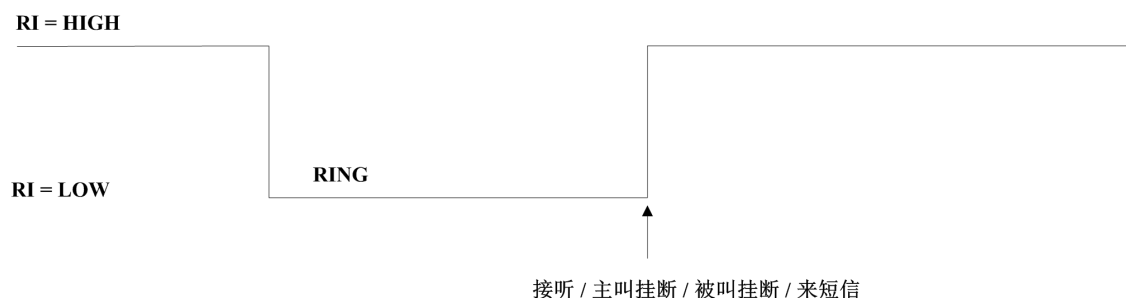 RI = HIGH
RING
RI = LOW
接听 / 主叫挂断 / 被叫挂断 / 来短信